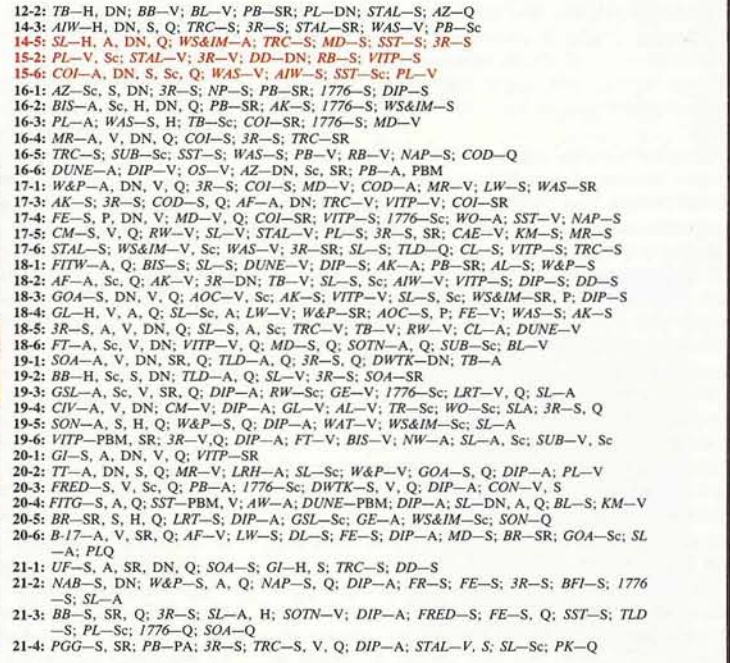 12-2: TB—H, DN; BB—V; BL—V; PB—SR; PL—DN; STAL—S; AZ—Q
14-3: AIW—H, DN, S, Q; TRC—S; 3R—S; STAL—SR; WAS—V; PB—Sc
14-5: SL—H, A, DN, Q; WS&IM—A; TRC—S; MD—S; SST—S; 3R—S
15-2: PL—V, Sc; STAL—V; 3R—V; DD—DN; RB—S; VITP—S
15-6: COI—A, DN, S, Sc, Q; WAS—V; AIW—S; SST—Sc; PL—V
16-1: AZ—Sc, S, DN; 3R—S; NP—S; PB—SR; 1776—S; DIP—S
16-2: BIS—A, Sc, H, DN, Q; PB—SR; AK—S; 1776—S; WS&IM—S
16-3: PL—A; WAS—S, H; TB—Sc; COI—SR; 1776—S; MD—V
16-4: MR—A, V, DN, Q; COI—S; 3R—S; TRC—SR
16-5: TRC—S; SUB—Sc; SST—S; WAS—S; PB—V; RB—V; NAP—S; COD—Q
16-6: DUNE—A; DIP—V; OS—V; AZ—DN, Sc, SR; PB—A, PBM
17-1: W&P—A, DN, V, Q; 3R—S; COI—S; MD—V; COD—A; MR—V; LW—S; WAS—SR
17-3: AK—S; 3R—S; COD—S, Q; AF—A, DN; TRC—V; VITP—V; COI—SR
17-4: FE—S, P, DN, V; MD—V, Q; COI—SR; VITP—S; 1776—Sc; WO—A; SST—V; NAP—S
17-5: CM—S, V, Q; RW—V; SL—V; STAL—V; PL—S; 3R—S, SR; CAE—V; KM—S; MR—S
17-6: STAL—S; WS&IM—V, Sc; WAS—V; 3R—SR; SL—S; TLD—Q; CL—S; VITP—S; TRC—S
18-1: FITW—A, Q; BIS—S; SL—S; DUNE—V; DIP—S; AK—A; PB—SR; AL—S; W&P—S
18-2: AF—A, Sc, Q; AK—V; 3R—DN; TB—V; SL—S, Sc; AIW—V; VITP—S; DIP—S; DD—S
18-3: GOA—S, DN, V, Q; AOC—V, Sc; AK—S; VITP—V; SL—S, Sc; WS&IM—SR, P; DIP—S
18-4: GL—H, V, A, Q; SL—Sc, A; LW—V; W&P—SR; AOC—S, P; FE—V; WAS—S; AK—S
18-5: 3R—S, A, V, DN, Q; SL—S, A, Sc; TRC—V; TB—V; RW—V; CL—A; DUNE—V
18-6: FT—A, Sc, V, DN; VITP—V, Q; MD—S, Q; SOTN—A, Q; SUB—Sc; BL—V
19-1: SOA—A, V, DN, SR, Q; TLD—A, Q; 3R—S, Q; DWTK—DN; TB—A
19-2: BB—H, Sc, S, DN; TLD—A, Q; SL—V; 3R—S; SOA—SR
19-3: GSL—A, Sc, V, SR, Q; DIP—A; RW—Sc; GE—V; 1776—Sc; LRT—V, Q; SL—A
19-4: CIV—A, V, DN; CM—V; DIP—A; GL—V; AL—V; TR—Sc; WO—Sc; SLA; 3R—S, Q
19-5: SON—A, S, H, Q; W&P—S, Q; DIP—A; WAT—V; WS&IM—Sc; SL—A
19-6: VITP—PBM, SR; 3R—V,Q; DIP—A; FT—V; BIS—V; NW—A; SL—A, Sc; SUB—V, Sc
20-1: GI—S, A, DN, V, Q; VITP—SR
20-2: TT—A, DN, S, Q; MR—V; LRH—A; SL—Sc; W&P—V; GOA—S, Q; DIP—A; PL—V
20-3: FRED—S, V, Sc, Q; PB—A; 1776—Sc; DWTK—S, V, Q; DIP—A; CON—V, S
20-4: FITG—S, A, Q; SST—PBM, V; AW—A; DUNE—PBM; DIP—A; SL—DN, A, Q; BL—S; KM—V
20-5: BR—SR, S, H, Q; LRT—S; DIP—A; GSL—Sc; GE—A; WS&IM—Sc; SON—Q
20-6: B-17—A, V, SR, Q; AF—V; LW—S; DL—S; FE—S; DIP—A; MD—S; BR—SR; GOA—Sc; SL
—A; PLQ
21-1: UF—S, A, SR, DN, Q; SOA—S; GI—H, S; TRC—S; DD—S
21-2: NAB—S, DN; W&P—S, A, Q; NAP—S, Q; DIP—A; FR—S; FE—S; 3R—S; BFI—S; 1776
—S; SL—A
21-3: BB—S, SR, Q; 3R—S; SL—A, H; SOTN—V; DIP—A; FRED—S; FE—S, Q; SST—S; TLD
—S; PL—Sc; 1776—Q; SOA—Q
21-4: PGG—S, SR; PB—PA; 3R—S; TRC—S, V, Q; DIP—A; STAL—V, S; SL—Sc; PK—Q